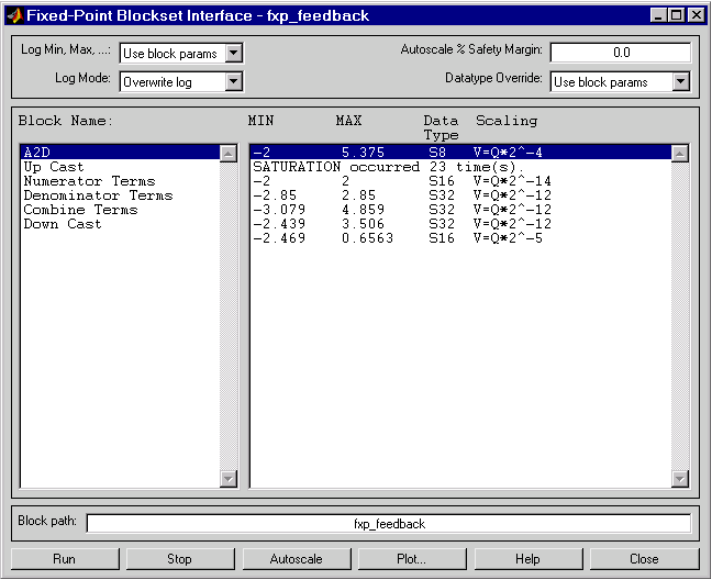 Fixed-Point Blockset Interface - fxp_feedback
Log Min, Max, ...: Use block params Autoscale % Safety Margin: 0.0
Log Mode: Overwrite log Datatype Override: Use block params
Block Name: MIN MAX Data Scaling
Type
A2D -2 5.375 S8 V=Q*2^-4
Up Cast SATURATION occurred 23 time(s).
Numerator Terms -2 2 S16 V=Q*2^-14
Denominator Terms -2.85 2.85 S32 V=Q*2^-12
Combine Terms -3.079 4.859 S32 V=Q*2^-12
Down Cast -2.439 3.506 S32 V=Q*2^-12
-2.469 0.6563 S16 V=Q*2^-5
Block path: fxp_feedback
Run Stop Autoscale Plot... Help Close